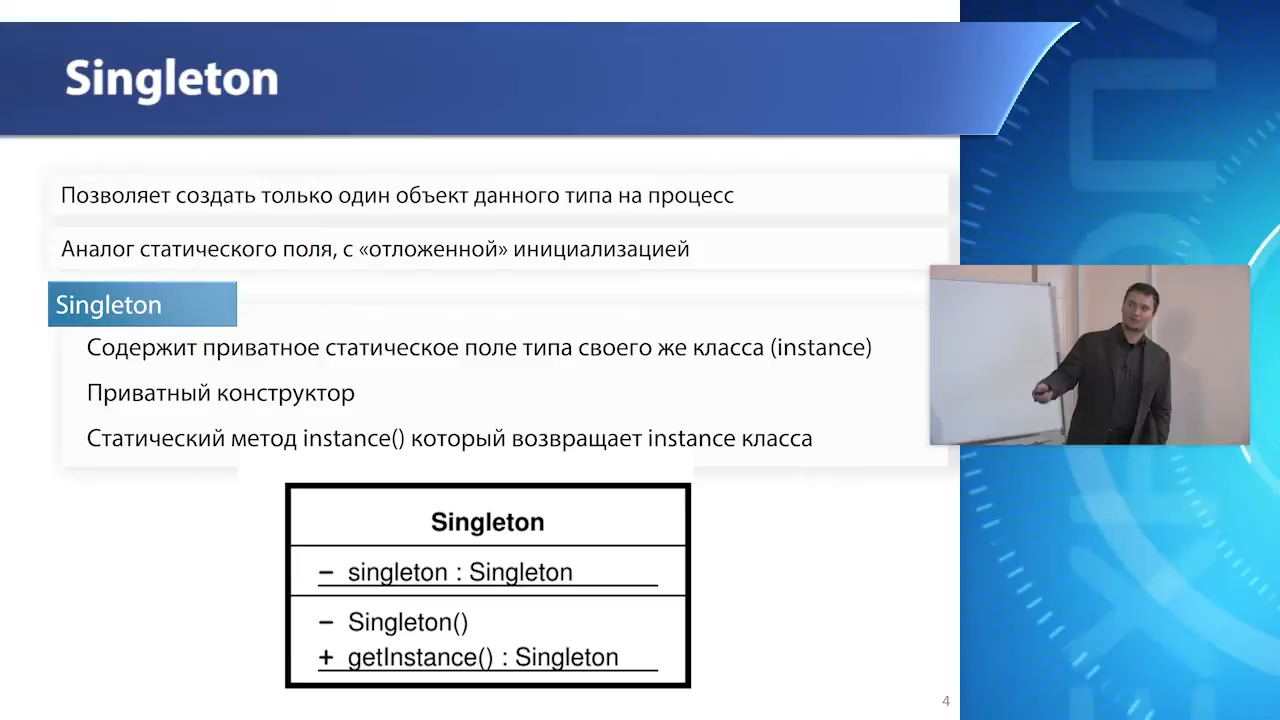 Singleton
Позволяет создать только один объект данного типа на процесс
Аналог статического поля, с «отложенной» инициализацией
Singleton
Содержит приватное статическое поле типа своего же класса (instance)
Приватный конструктор
Статический метод instance() который возвращает instance класса
Singleton
– singleton : Singleton
– Singleton()
+ getInstance() : Singleton
4